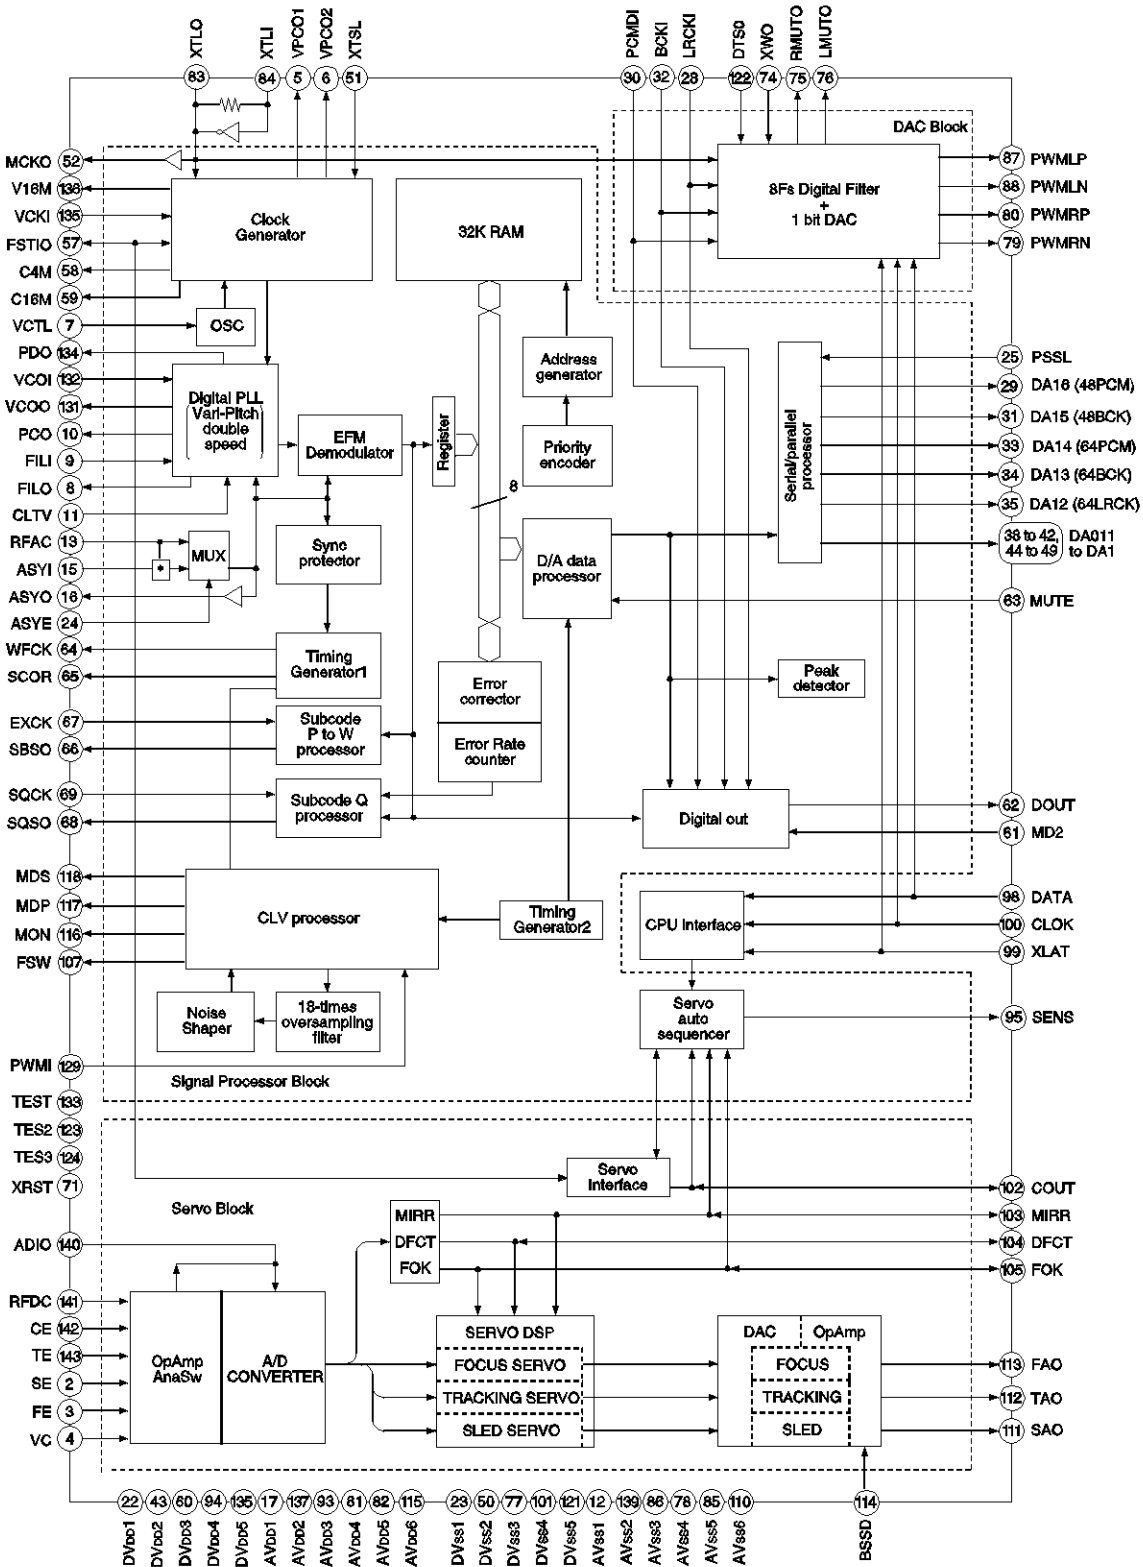 XTLO
XTLI
VPCO1
VPCO2
XTSL
PCMDI
BCKI
LRCKI
DTS0
XWO
RMUTO
LMUTO
83
84
5
6
51
30
32
28
122
74
75
76
DAC Block
MCKO 52
V16M 136
VCKI 135
FSTIO 57
C4M 58
C16M 59
VCTL 7
PDO 134
VCOI 132
VCOO 131
PCO 10
FILI 9
FILO 8
CLTV 11
RFAC 13
ASYI 15
ASYO 16
ASYE 24
WFCK 64
SCOR 65
EXCK 67
SBSO 66
SQCK 69
SQSO 68
MDS 118
MDP 117
MON 116
FSW 107
PWMI 129
TEST 133
TES2 123
TES3 124
XRST 71
ADIO 140
RFDC 141
CE 142
TE 143
SE 2
FE 3
VC 4
Clock
Generator
32K RAM
8Fs Digital Filter
+
1 bit DAC
OSC
Digital PLL
Vari-Pitch
double
speed
EFM
Demodulator
Register
Address
generator
Priority
encoder
8
Serial/parallel
processor
MUX
*
Sync
protector
D/A data
processor
Timing
Generator1
Error
corrector
Peak
detector
Subcode
P to W
processor
Error Rate
counter
Subcode Q
processor
Digital out
CLV processor
Timing
Generator2
CPU Interface
Noise
Shaper
18-times
oversampling
filter
Servo
auto
sequencer
Signal Processor Block
Servo
Interface
Servo Block
MIRR
DFCT
FOK
OpAmp
AnaSw
A/D
CONVERTER
SERVO DSP
FOCUS SERVO
TRACKING SERVO
SLED SERVO
DAC
OpAmp
FOCUS
TRACKING
SLED
87 PWMLP
88 PWMLN
80 PWMRP
79 PWMRN
25 PSSL
29 DA16 (48PCM)
31 DA15 (48BCK)
33 DA14 (64PCM)
34 DA13 (64BCK)
35 DA12 (64LRCK)
38 to 42, DA011
44 to 49 to DA1
63 MUTE
62 DOUT
61 MD2
98 DATA
100 CLOK
99 XLAT
95 SENS
102 COUT
103 MIRR
104 DFCT
105 FOK
113 FAO
112 TAO
111 SAO
22
43
60
94
135
17
137
93
81
82
115
23
50
77
101
121
12
139
86
78
85
110
114
DVDD1
DVDD2
DVDD3
DVDD4
DVDD5
AVDD1
AVDD2
AVDD3
AVDD4
AVDD5
AVDD6
DVSS1
DVSS2
DVSS3
DVSS4
DVSS5
AVSS1
AVSS2
AVSS3
AVSS4
AVSS5
AVSS6
BSSD